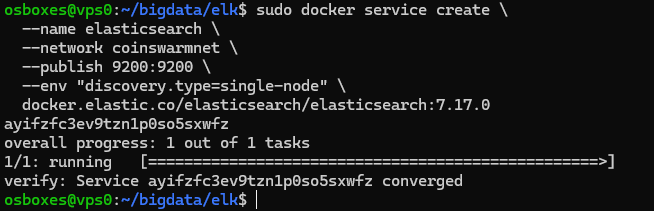 osboxes@vps0:~/bigdata/elk$ sudo docker service create \
  --name elasticsearch \
  --network coinswarmnet \
  --publish 9200:9200 \
  --env "discovery.type=single-node" \
  docker.elastic.co/elasticsearch/elasticsearch:7.17.0
ayifzfc3ev9tzn1p0so5sxwfz
overall progress: 1 out of 1 tasks
1/1: running   [==================================================>]
verify: Service ayifzfc3ev9tzn1p0so5sxwfz converged
osboxes@vps0:~/bigdata/elk$